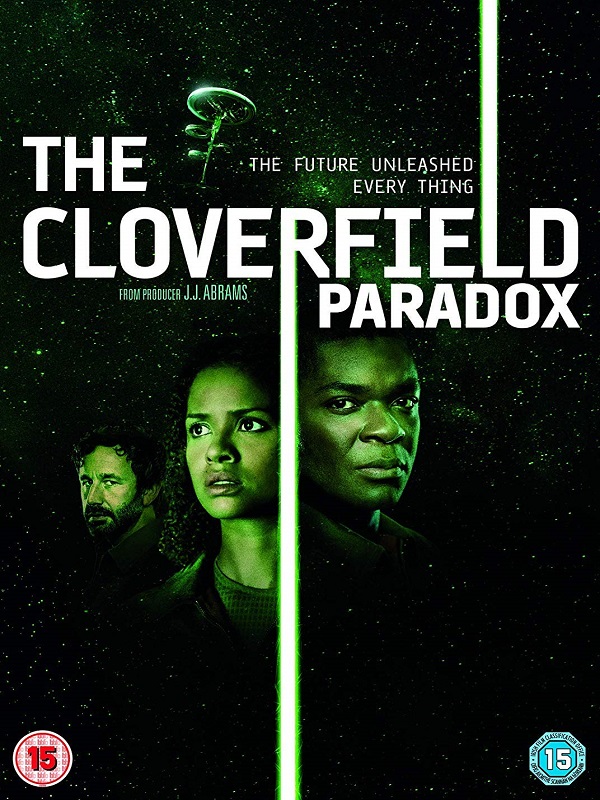 THE
THE FUTURE UNLEASHED
EVERY THING
CLOVERFIELD
FROM PRODUCER J.J. ABRAMS
PARADOX
15
15